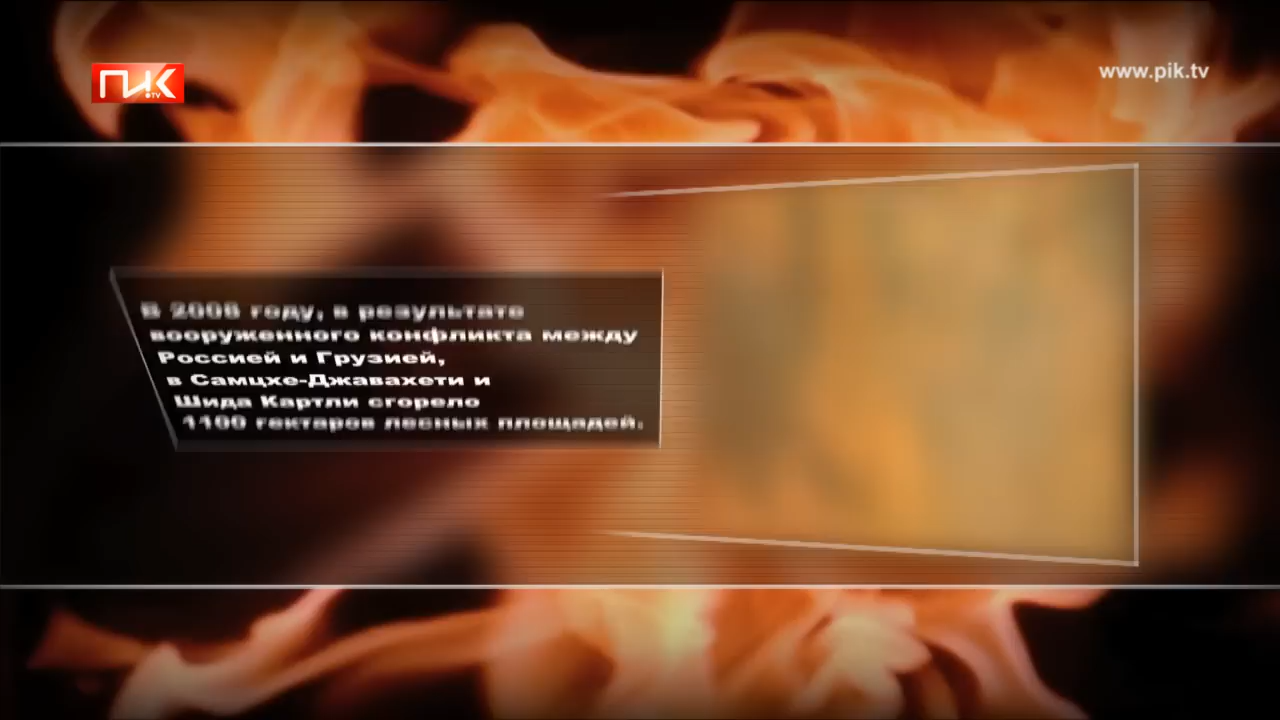 ПИК
.TV
www.pik.tv
В 2008 году, в результате
вооруженного конфликта между
Россией и Грузией,
в Самцхе-Джавахети и
Шида Картли сгорело
1100 гектаров лесных площадей.